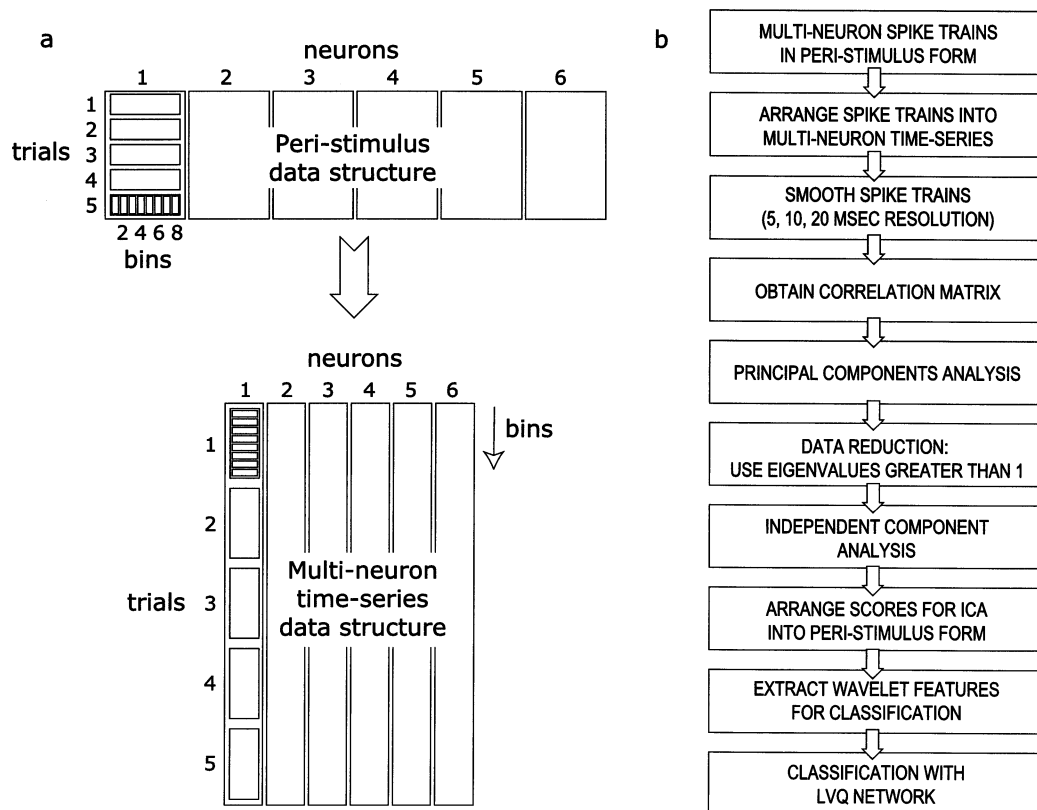 a
neurons
1 2 3 4 5 6
trials
1
2
3
4
5
Peri-stimulus
data structure
2 4 6 8
bins
neurons
1 2 3 4 5 6
bins
trials
1
2
3
4
5
Multi-neuron
time-series
data structure
b
MULTI-NEURON SPIKE TRAINS
IN PERI-STIMULUS FORM
ARRANGE SPIKE TRAINS INTO
MULTI-NEURON TIME-SERIES
SMOOTH SPIKE TRAINS
(5, 10, 20 MSEC RESOLUTION)
OBTAIN CORRELATION MATRIX
PRINCIPAL COMPONENTS ANALYSIS
DATA REDUCTION:
USE EIGENVALUES GREATER THAN 1
INDEPENDENT COMPONENT
ANALYSIS
ARRANGE SCORES FOR ICA
INTO PERI-STIMULUS FORM
EXTRACT WAVELET FEATURES
FOR CLASSIFICATION
CLASSIFICATION WITH
LVQ NETWORK